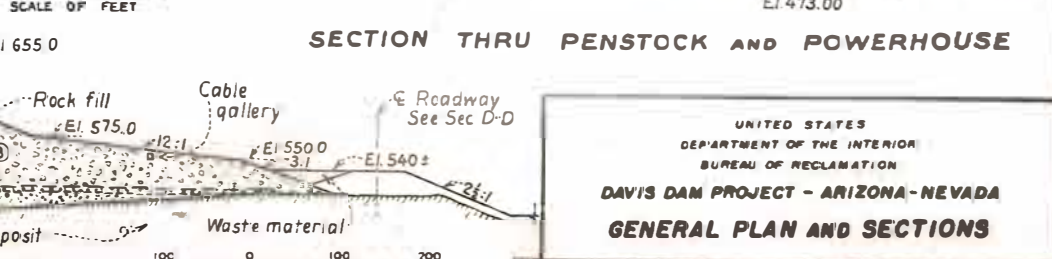 SCALE OF FEET
El. 473.00
l 655 0
SECTION THRU PENSTOCK AND POWERHOUSE
Rock fill
Cable
gallery
℄ Roadway
See Sec D-D
El. 575.0
12:1
El 550.0
3:1
El. 540 ±
2½:1
posit
Waste material
100 0 100 200
UNITED STATES
DEPARTMENT OF THE INTERIOR
BUREAU OF RECLAMATION
DAVIS DAM PROJECT - ARIZONA-NEVADA
GENERAL PLAN AND SECTIONS